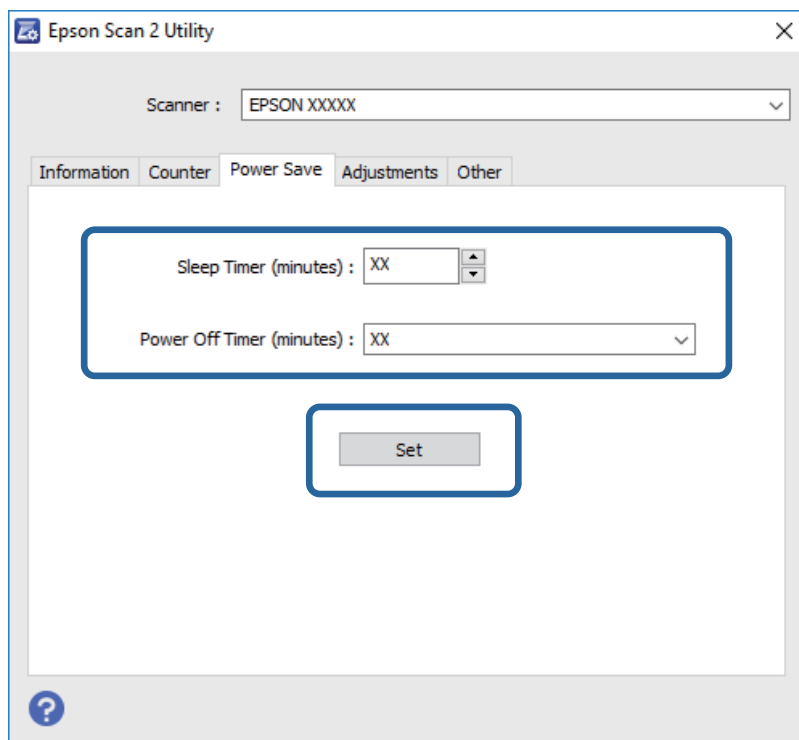 Epson Scan 2 Utility
Scanner : EPSON XXXXX
Information Counter Power Save Adjustments Other
Sleep Timer (minutes) : XX
Power Off Timer (minutes) : XX
Set
?